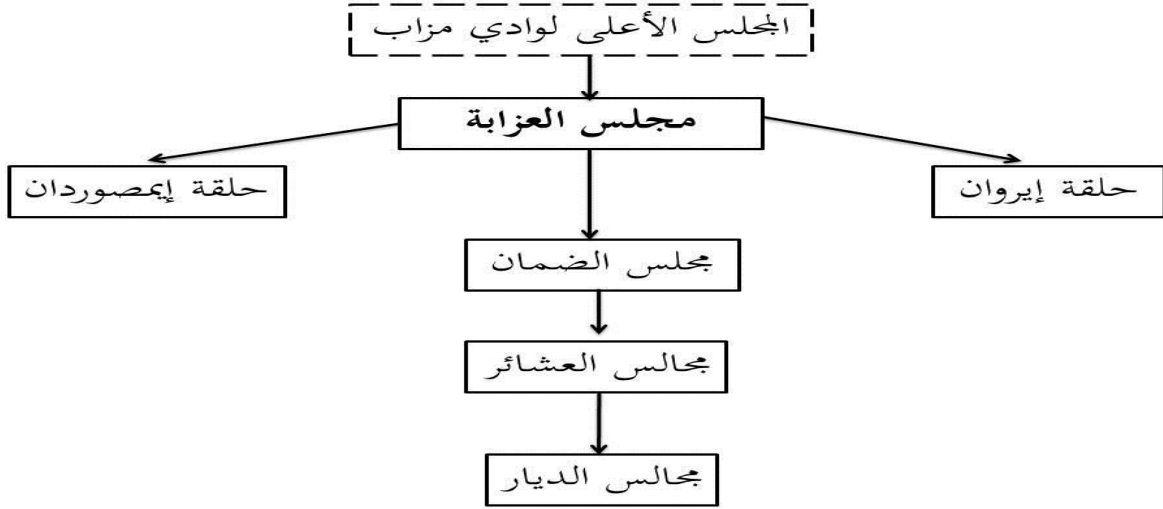 المجلس الأعلى لوادي مزاب
مجلس العزابة
حلقة إيروان
حلقة إيمصوردان
مجلس الضمان
مجالس العشائر
مجالس الديار